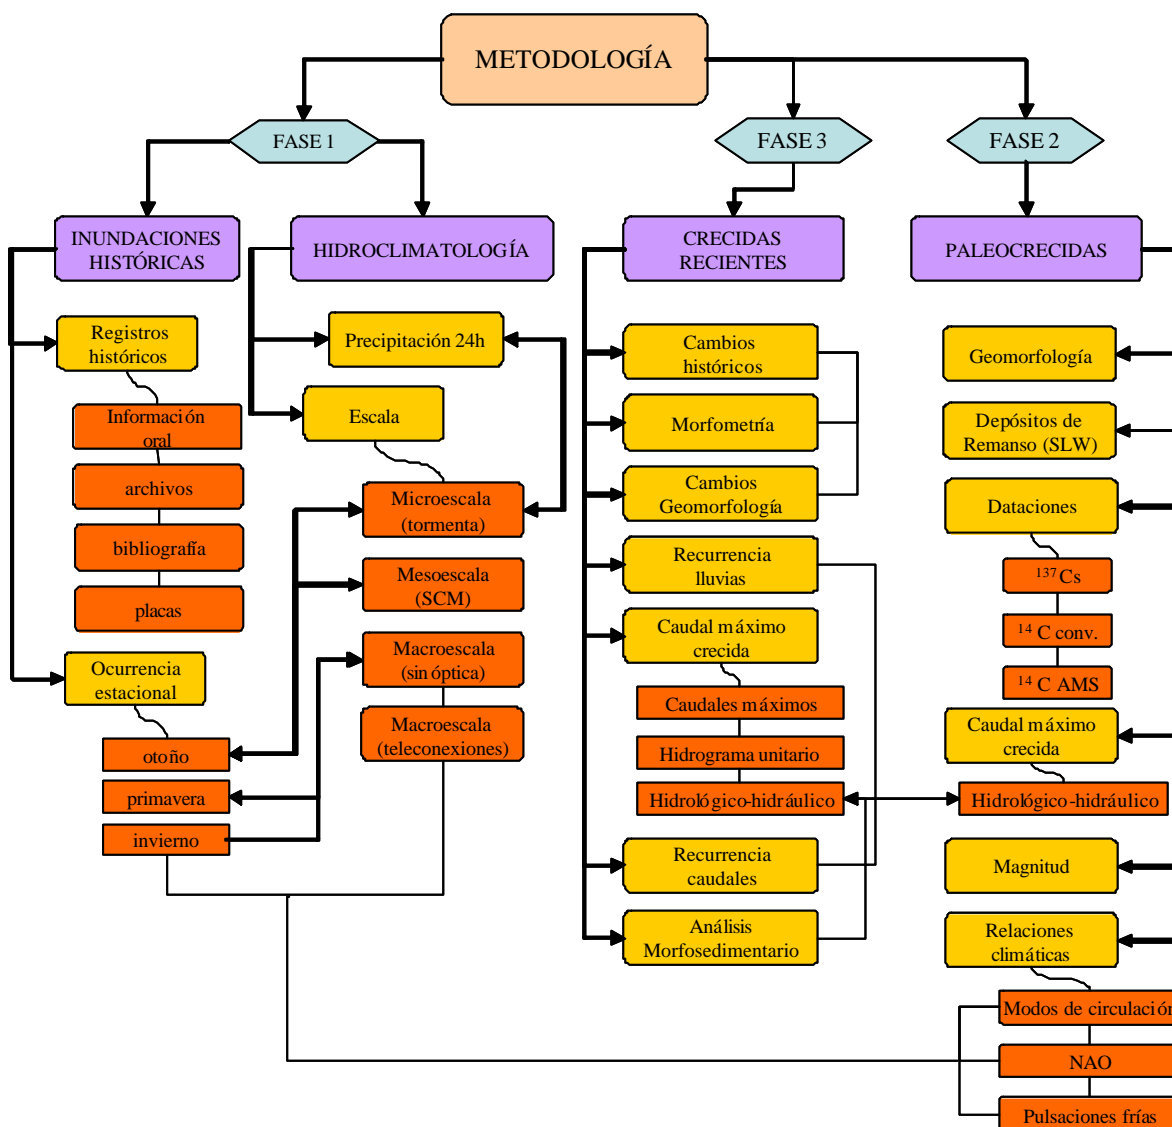 METODOLOGÍA
FASE 1
FASE 3
FASE 2
INUNDACIONES
HISTÓRICAS
HIDROCLIMATOLOGÍA
CRECIDAS
RECIENTES
PALEOCRECIDAS
Registros
históricos
Información
oral
archivos
bibliografía
placas
Ocurrencia
estacional
otoño
primavera
invierno
Precipitación 24h
Escala
Microescala
(tormenta)
Mesoescala
(SCM)
Macroescala
(sinóptica)
Macroescala
(teleconexiones)
Cambios
históricos
Morfometría
Cambios
Geomorfología
Recurrencia
lluvias
Caudal máximo
crecida
Caudales máximos
Hidrograma unitario
Hidrológico-hidráulico
Recurrencia
caudales
Análisis
Morfosedimentario
Geomorfología
Depósitos de
Remanso (SLW)
Dataciones
¹³⁷Cs
¹⁴ C conv.
¹⁴ C AMS
Caudal máximo
crecida
Hidrológico-hidráulico
Magnitud
Relaciones
climáticas
Modos de circulación
NAO
Pulsaciones frías